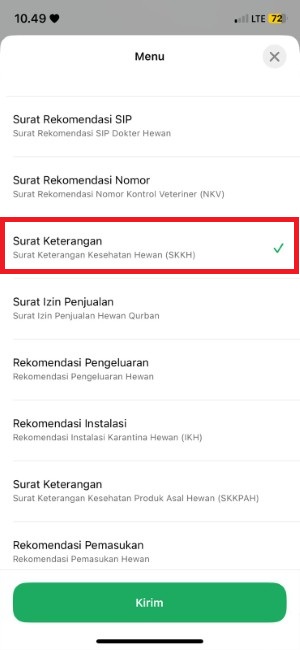 10.49
LTE 72
Menu
Surat Rekomendasi SIP
Surat Rekomendasi SIP Dokter Hewan
Surat Rekomendasi Nomor
Surat Rekomendasi Nomor Kontrol Veteriner (NKV)
Surat Keterangan
Surat Keterangan Kesehatan Hewan (SKKH)
Surat Izin Penjualan
Surat Izin Penjualan Hewan Qurban
Rekomendasi Pengeluaran
Rekomendasi Pengeluaran Hewan
Rekomendasi Instalasi
Rekomendasi Instalasi Karantina Hewan (IKH)
Surat Keterangan
Surat Keterangan Kesehatan Produk Asal Hewan (SKKPAH)
Rekomendasi Pemasukan
Rekomendasi Pemasukan Hewan
Kirim